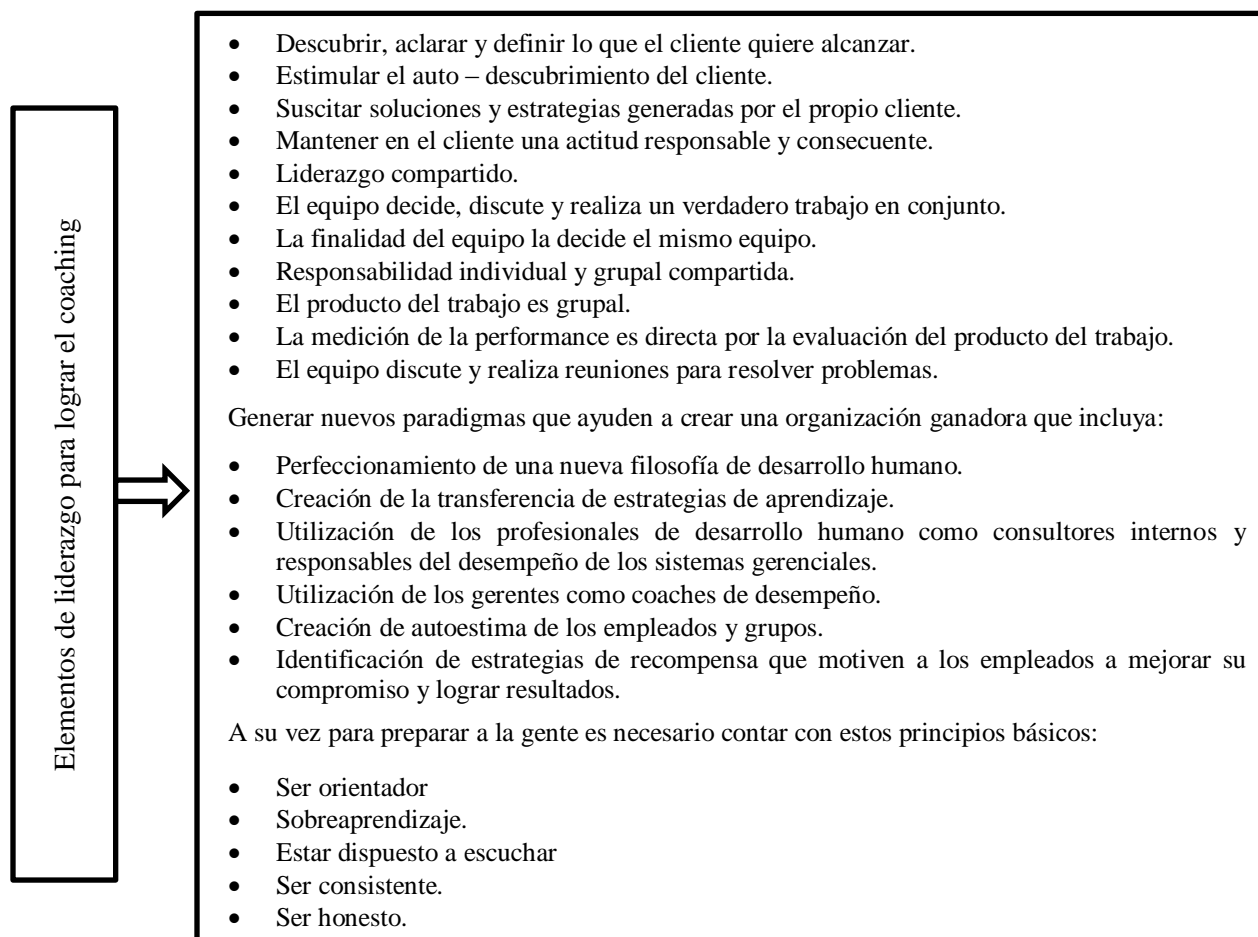 Elementos de liderazgo para lograr el coaching
• Descubrir, aclarar y definir lo que el cliente quiere alcanzar.
• Estimular el auto – descubrimiento del cliente.
• Suscitar soluciones y estrategias generadas por el propio cliente.
• Mantener en el cliente una actitud responsable y consecuente.
• Liderazgo compartido.
• El equipo decide, discute y realiza un verdadero trabajo en conjunto.
• La finalidad del equipo la decide el mismo equipo.
• Responsabilidad individual y grupal compartida.
• El producto del trabajo es grupal.
• La medición de la performance es directa por la evaluación del producto del trabajo.
• El equipo discute y realiza reuniones para resolver problemas.
Generar nuevos paradigmas que ayuden a crear una organización ganadora que incluya:
• Perfeccionamiento de una nueva filosofía de desarrollo humano.
• Creación de la transferencia de estrategias de aprendizaje.
• Utilización de los profesionales de desarrollo humano como consultores internos y
responsables del desempeño de los sistemas gerenciales.
• Utilización de los gerentes como coaches de desempeño.
• Creación de autoestima de los empleados y grupos.
• Identificación de estrategias de recompensa que motiven a los empleados a mejorar su
compromiso y lograr resultados.
A su vez para preparar a la gente es necesario contar con estos principios básicos:
• Ser orientador
• Sobreaprendizaje.
• Estar dispuesto a escuchar
• Ser consistente.
• Ser honesto.